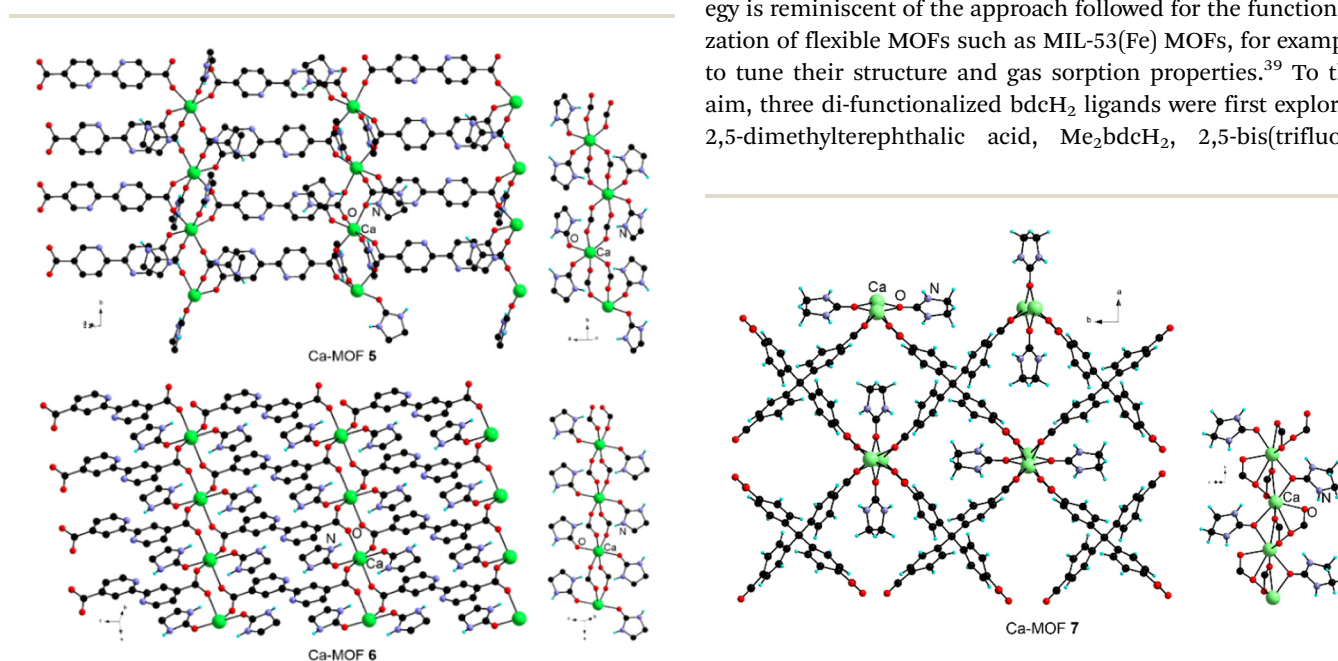 Ca-MOF 5
Ca-MOF 6
egy is reminiscent of the approach followed for the function
zation of flexible MOFs such as MIL-53(Fe) MOFs, for examp
to tune their structure and gas sorption properties.³⁹ To th
aim, three di-functionalized bdcH₂ ligands were first explor
2,5-dimethylterephthalic acid, Me₂bdcH₂, 2,5-bis(trifluo
O
N
Ca
O
N
Ca
N
O
Ca
O
N
Ca
Ca
O
N
a
b
Ca
N
O
Ca-MOF 7